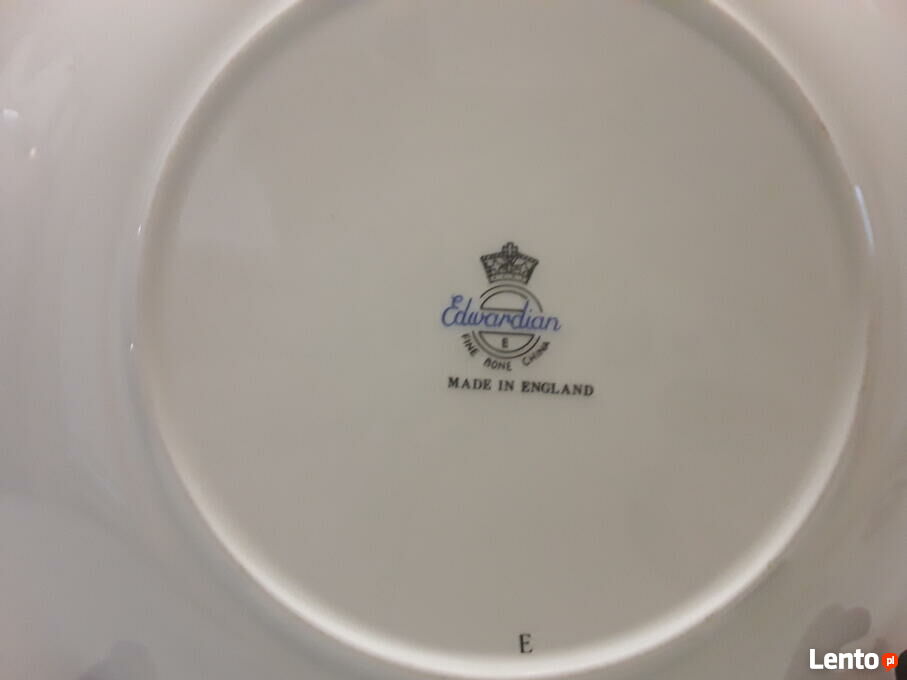 Edwardian
E
FINE BONE CHINA
MADE IN ENGLAND
E
Lento pl